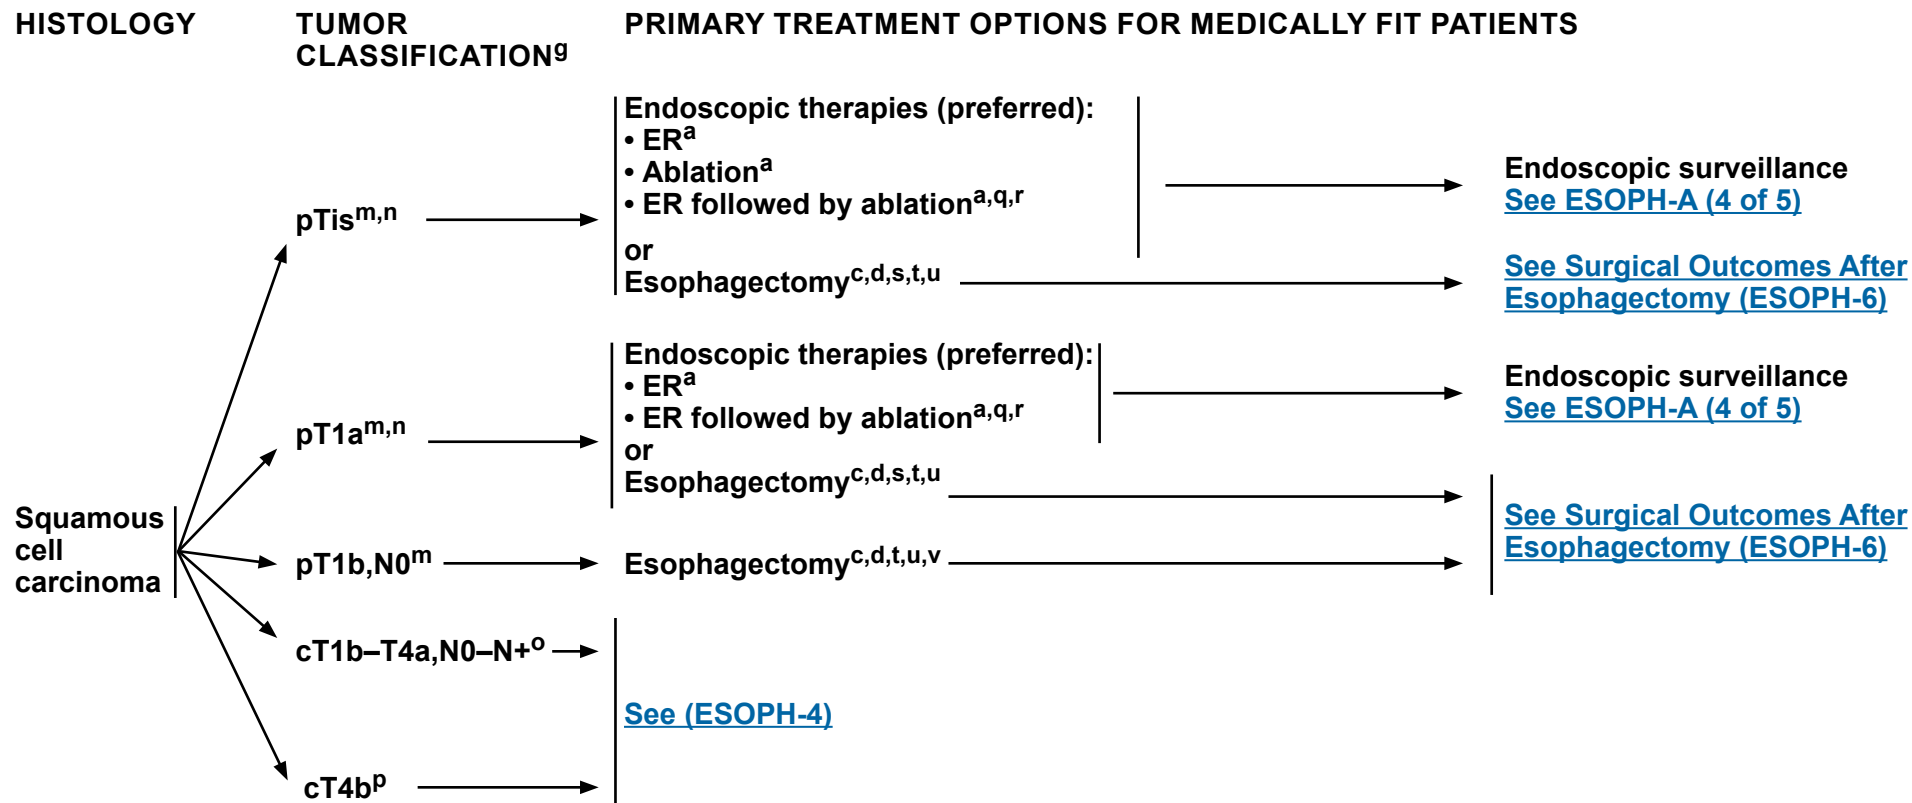 HISTOLOGY
TUMOR
CLASSIFICATIONg
PRIMARY TREATMENT OPTIONS FOR MEDICALLY FIT PATIENTS
Squamous
cell
carcinoma
pTism,n
Endoscopic therapies (preferred):
• ERa
• Ablationa
• ER followed by ablationa,q,r
or
Esophagectomyc,d,s,t,u
Endoscopic surveillance
See ESOPH-A (4 of 5)
See Surgical Outcomes After
Esophagectomy (ESOPH-6)
pT1am,n
Endoscopic therapies (preferred):
• ERa
• ER followed by ablationa,q,r
or
Esophagectomyc,d,s,t,u
Endoscopic surveillance
See ESOPH-A (4 of 5)
pT1b,N0m
Esophagectomyc,d,t,u,v
See Surgical Outcomes After
Esophagectomy (ESOPH-6)
cT1b–T4a,N0–N+o
See (ESOPH-4)
cT4bp